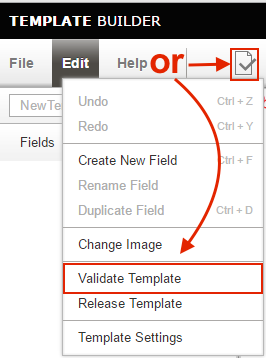 TEMPLATE BUILDER
File Edit Help or
NewTe
Fields
Undo Ctrl + Z
Redo Ctrl + Y
Create New Field Ctrl + F
Rename Field
Duplicate Field Ctrl + D
Change Image
Validate Template
Release Template
Template Settings